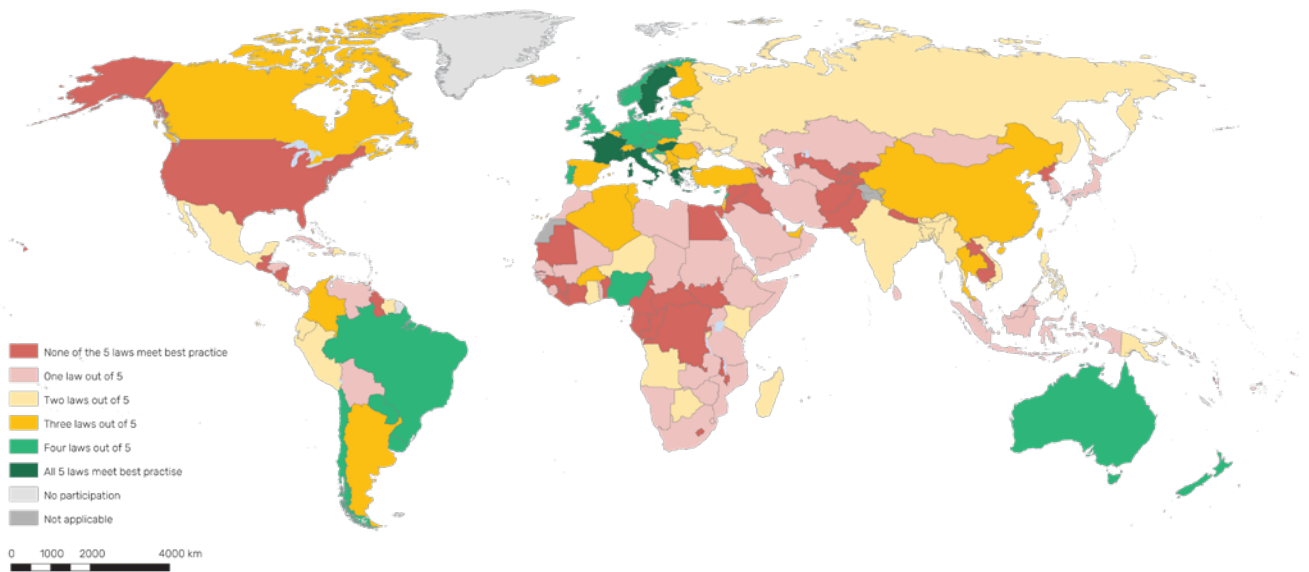 None of the 5 laws meet best practice
One law out of 5
Two laws out of 5
Three laws out of 5
Four laws out of 5
All 5 laws meet best practise
No participation
Not applicable
0 1000 2000 4000 km